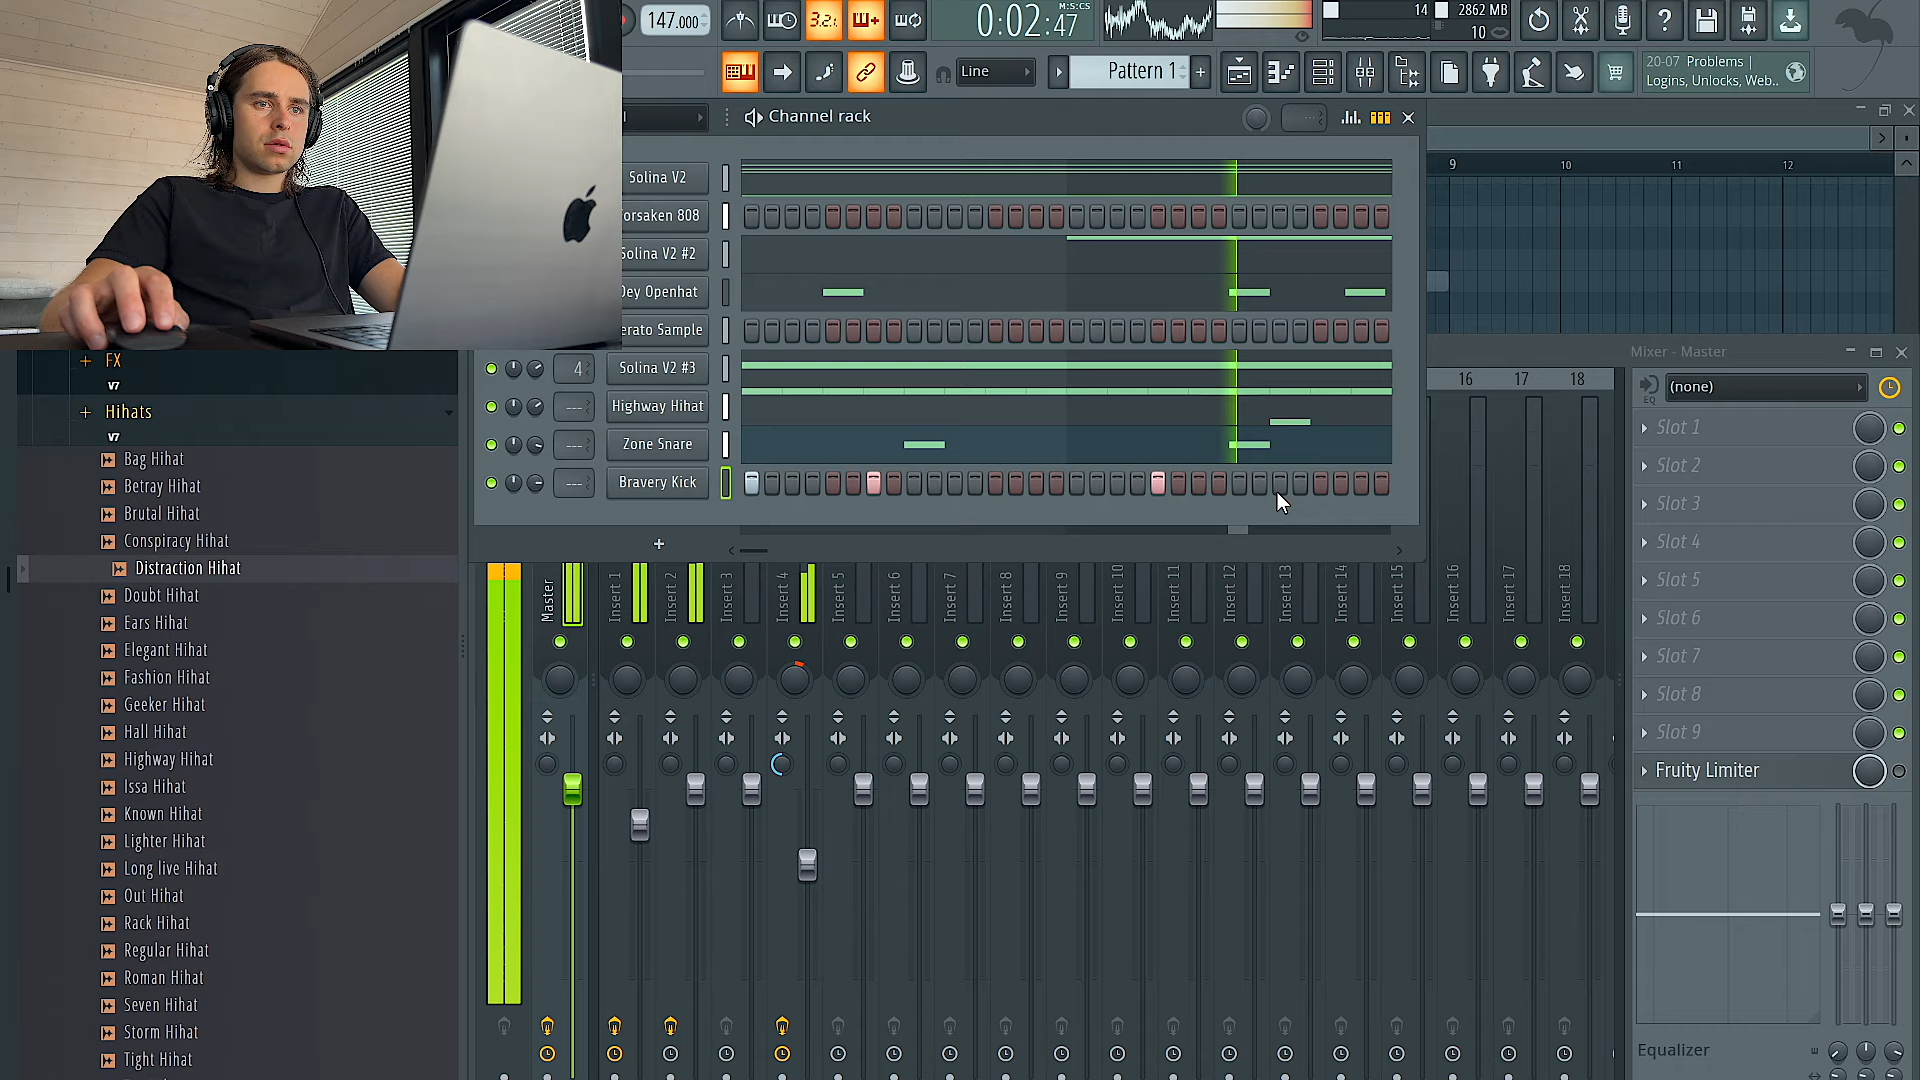 147.000
3.2.
0:02:47
M:S:CS
14
2862 MB
10
Line
Pattern 1
+
20-07 Problems |
Logins, Unlocks, Web..
Channel rack
Solina V2
orsaken 808
Solina V2 #2
Dey Openhat
erato Sample
4
Solina V2 #3
---
Highway Hihat
---
Zone Snare
---
Bravery Kick
+
9
10
11
12
16
17
18
Mixer - Master
(none)
EQ
Slot 1
Slot 2
Slot 3
Slot 4
Slot 5
Slot 6
Slot 7
Slot 8
Slot 9
Fruity Limiter
Equalizer
FX
V7
Hihats
V7
Bag Hihat
Betray Hihat
Brutal Hihat
Conspiracy Hihat
Distraction Hihat
Doubt Hihat
Ears Hihat
Elegant Hihat
Fashion Hihat
Geeker Hihat
Hall Hihat
Highway Hihat
Issa Hihat
Known Hihat
Lighter Hihat
Long live Hihat
Out Hihat
Rack Hihat
Regular Hihat
Roman Hihat
Seven Hihat
Storm Hihat
Tight Hihat
Master
Insert 1
Insert 2
Insert 3
Insert 4
Insert 5
Insert 6
Insert 7
Insert 8
Insert 9
Insert 10
Insert 11
Insert 12
Insert 13
Insert 14
Insert 15
Insert 16
Insert 17
Insert 18